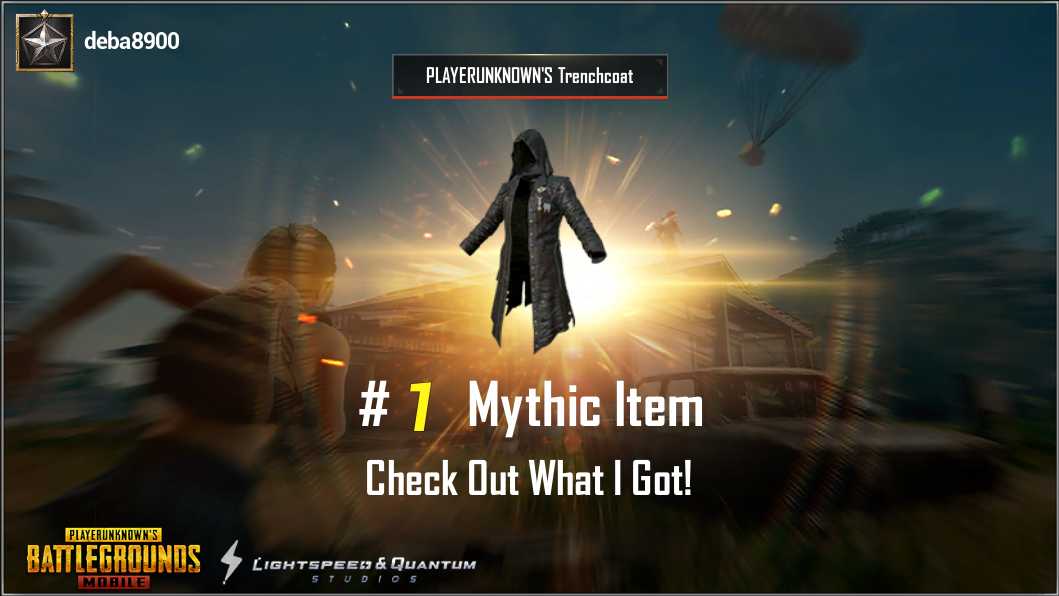 deba8900
PLAYERUNKNOWN'S Trenchcoat
# 1 Mythic Item
Check Out What I Got!
PLAYERUNKNOWN'S
BATTLEGROUNDS
MOBILE
LIGHTSPEED & QUANTUM
STUDIOS